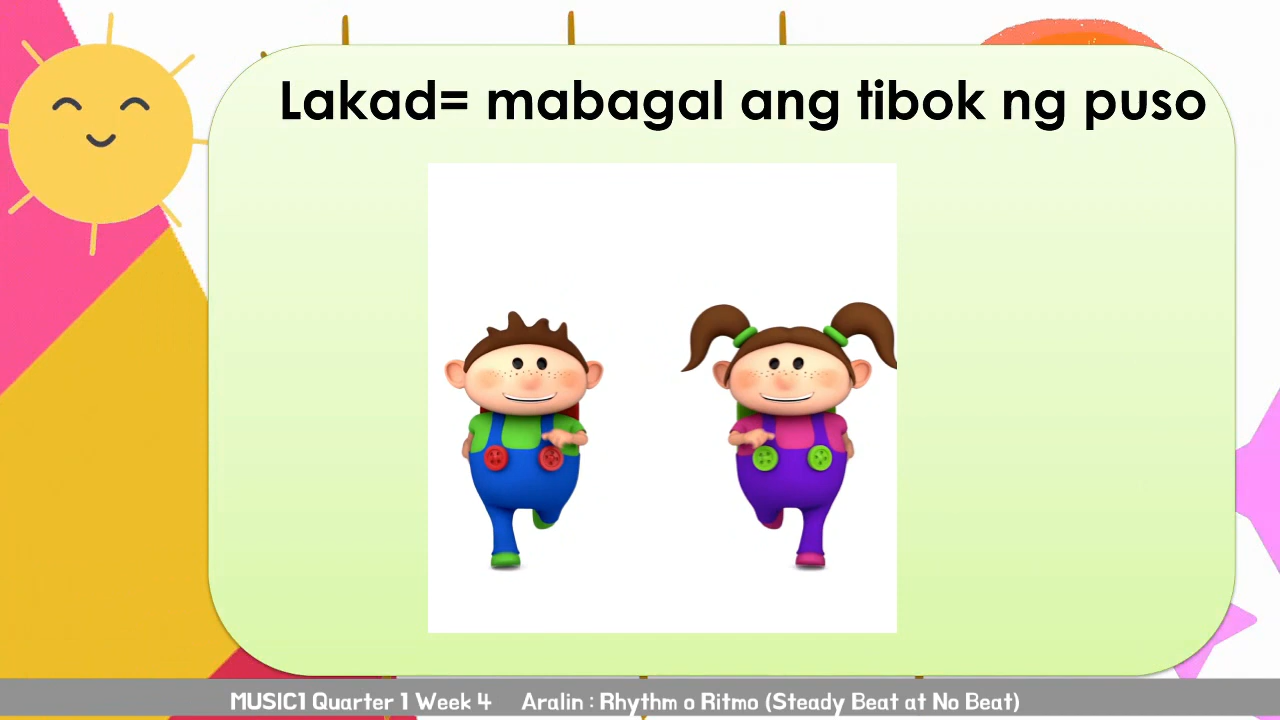 Lakad= mabagal ang tibok ng puso
MUSIC1 Quarter 1 Week 4 Aralin : Rhythm o Ritmo (Steady Beat at No Beat)